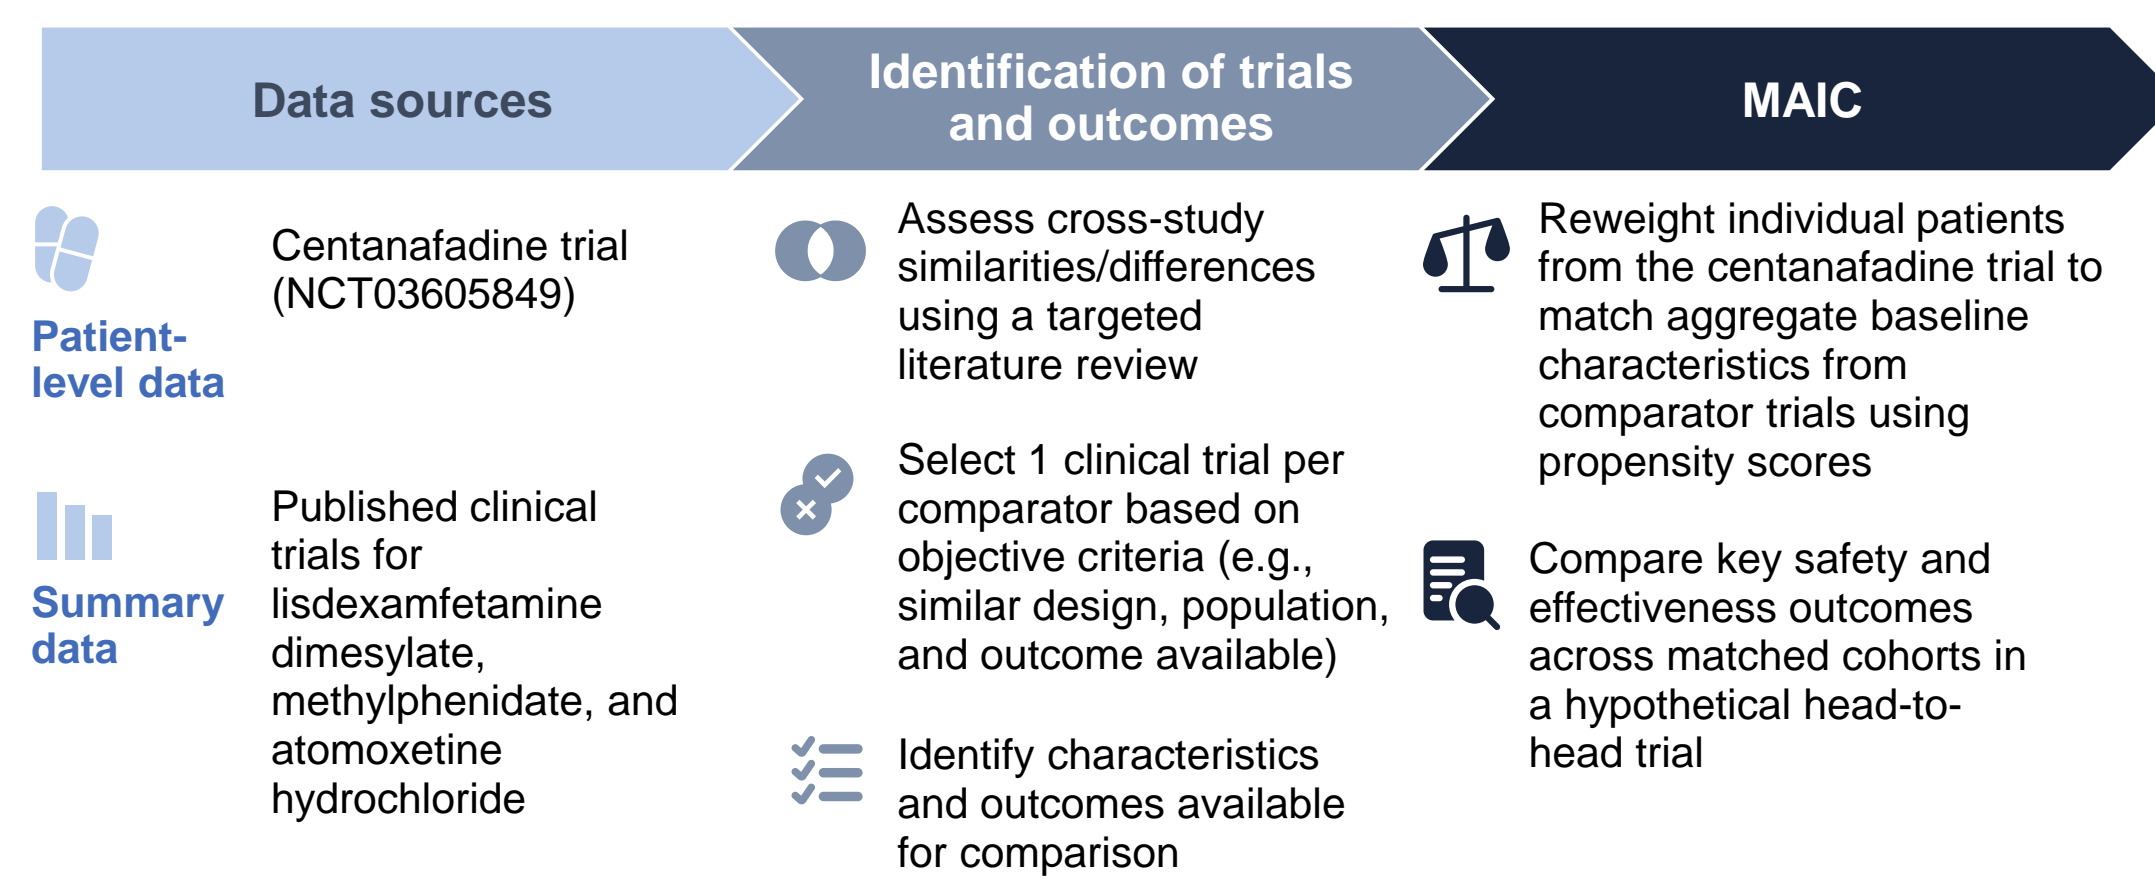 Data sources
Identification of trials
and outcomes
MAIC
Patient-
level data
Centanafadine trial
(NCT03605849)
Summary
data
Published clinical
trials for
lisdexamfetamine
dimesylate,
methylphenidate, and
atomoxetine
hydrochloride
Assess cross-study
similarities/differences
using a targeted
literature review
Select 1 clinical trial per
comparator based on
objective criteria (e.g.,
similar design, population,
and outcome available)
Identify characteristics
and outcomes available
for comparison
Reweight individual patients
from the centanafadine trial to
match aggregate baseline
characteristics from
comparator trials using
propensity scores
Compare key safety and
effectiveness outcomes
across matched cohorts in
a hypothetical head-to-
head trial